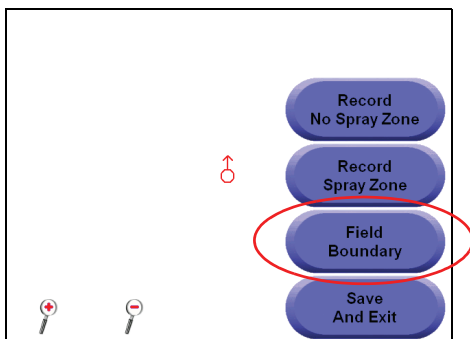 Record
No Spray Zone
Record
Spray Zone
Field
Boundary
Save
And Exit